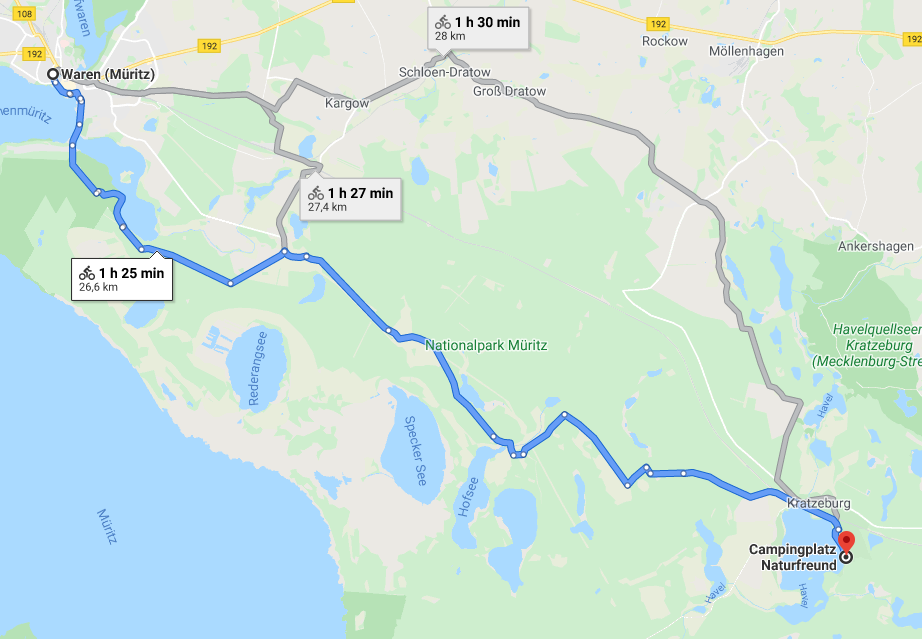 108
192
192
192
192
1 h 30 min
28 km
Rockow
Möllenhagen
Waren (Müritz)
Schloen-Dratow
Groß Dratow
Kargow
1 h 27 min
27,4 km
Ankershagen
1 h 25 min
26,6 km
Nationalpark Müritz
Rederangsee
Specker See
Hofsee
Müritz
Havel
Kratzeburg
(Mecklenburg-Stre
Havelquellseen
Kratzeburg
Campingplatz
Naturfreund
Havel
Havel